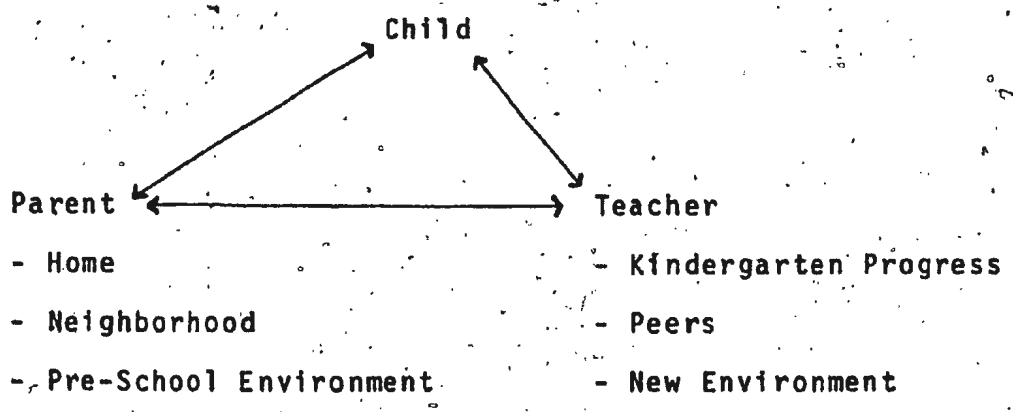 Child
Parent Teacher
- Home - Kindergarten Progress
- Neighborhood - Peers
- Pre-School Environment - New Environment